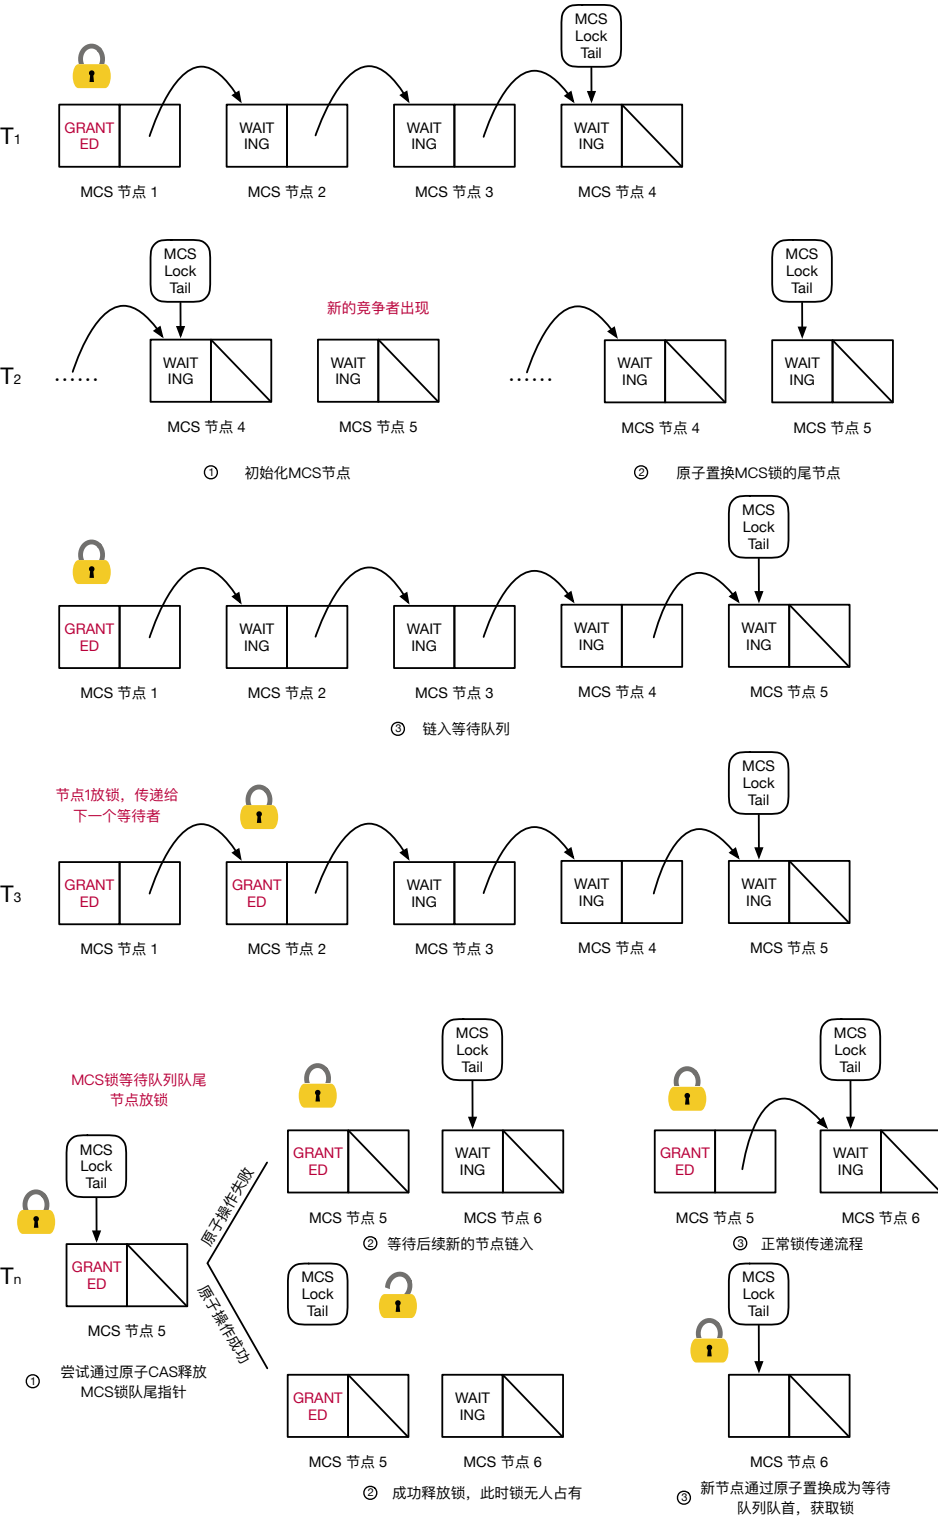 MCS
Lock
Tail
T1
GRANT
ED
WAIT
ING
WAIT
ING
WAIT
ING
MCS 节点 1
MCS 节点 2
MCS 节点 3
MCS 节点 4
MCS
Lock
Tail
新的竞争者出现
MCS
Lock
Tail
T2
······
WAIT
ING
WAIT
ING
······
WAIT
ING
WAIT
ING
MCS 节点 4
MCS 节点 5
MCS 节点 4
MCS 节点 5
① 初始化MCS节点
② 原子置换MCS锁的尾节点
MCS
Lock
Tail
GRANT
ED
WAIT
ING
WAIT
ING
WAIT
ING
WAIT
ING
MCS 节点 1
MCS 节点 2
MCS 节点 3
MCS 节点 4
MCS 节点 5
③ 链入等待队列
MCS
Lock
Tail
节点1放锁，传递给
下一个等待者
T3
GRANT
ED
GRANT
ED
WAIT
ING
WAIT
ING
WAIT
ING
MCS 节点 1
MCS 节点 2
MCS 节点 3
MCS 节点 4
MCS 节点 5
MCS锁等待队列队尾
节点放锁
MCS
Lock
Tail
Tn
GRANT
ED
MCS 节点 5
① 尝试通过原子CAS释放
MCS锁队尾指针
原子操作失败
MCS
Lock
Tail
GRANT
ED
WAIT
ING
MCS 节点 5
MCS 节点 6
② 等待后续新的节点链入
MCS
Lock
Tail
GRANT
ED
WAIT
ING
MCS 节点 5
MCS 节点 6
③ 正常锁传递流程
原子操作成功
MCS
Lock
Tail
GRANT
ED
WAIT
ING
MCS 节点 5
MCS 节点 6
② 成功释放锁，此时锁无人占有
MCS
Lock
Tail
MCS 节点 6
③ 新节点通过原子置换成为等待
队列队首，获取锁